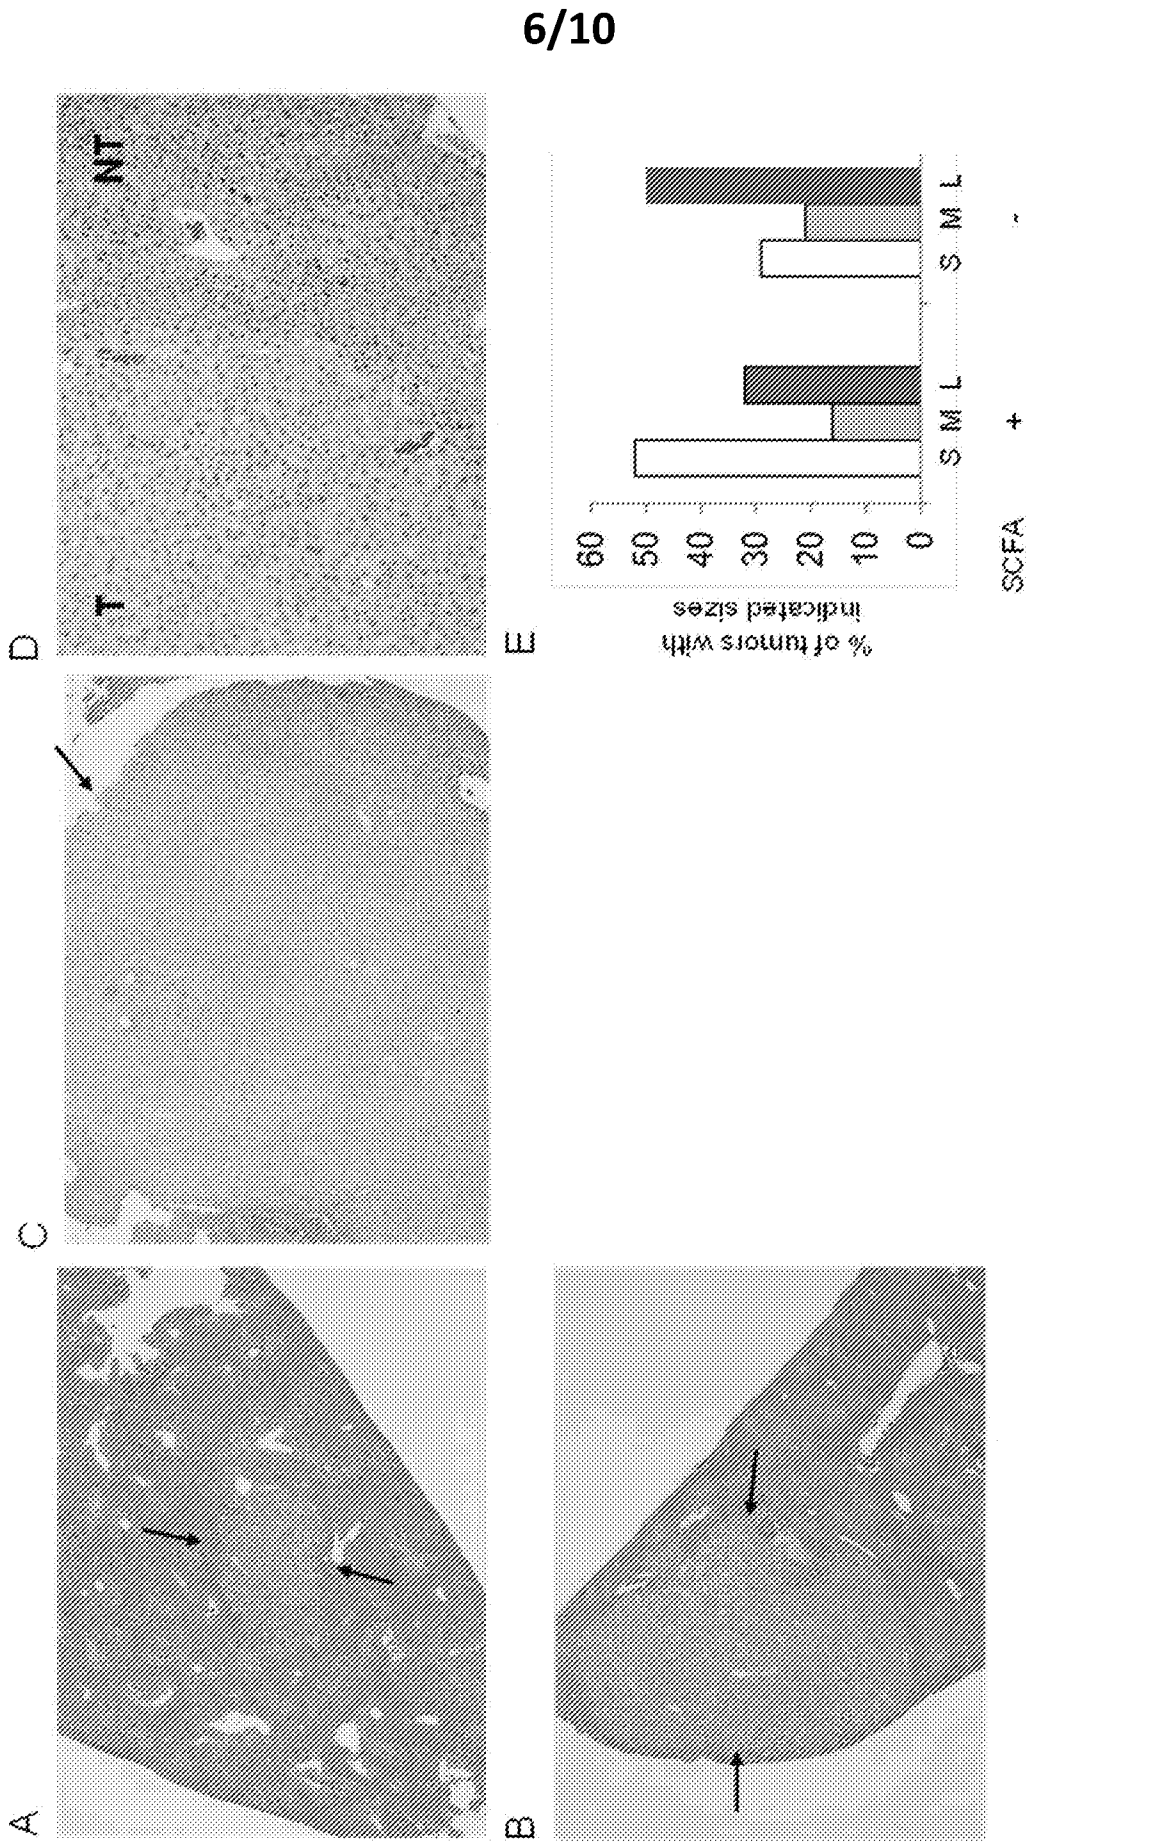 6/10
A
B
C
D
T
NT
E
% of tumors with
indicated sizes
60
50
40
30
20
10
0
S M L S M L
SCFA + -